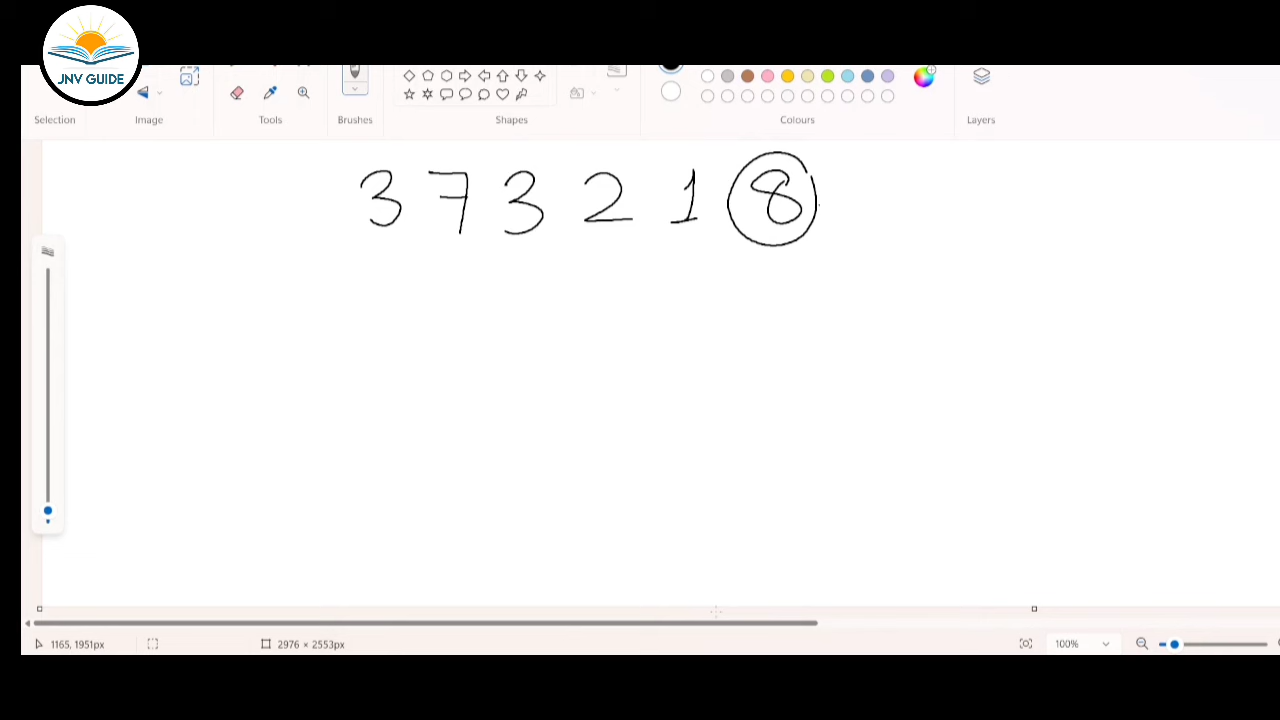 JNV GUIDE
Selection Image Tools Brushes Shapes Colours Layers
3 7 3 2 1 8
1165, 1951px 2976 × 2553px 100%